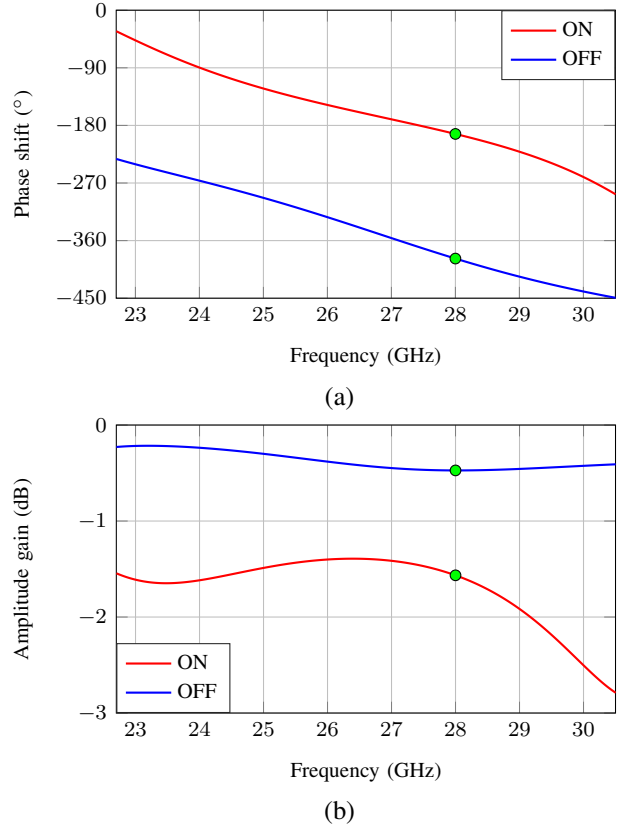 0
−90
−180
−270
−360
−450
Phase shift (°)
ON
OFF
23 24 25 26 27 28 29 30
Frequency (GHz)
(a)
0
−1
−2
−3
Amplitude gain (dB)
ON
OFF
23 24 25 26 27 28 29 30
Frequency (GHz)
(b)